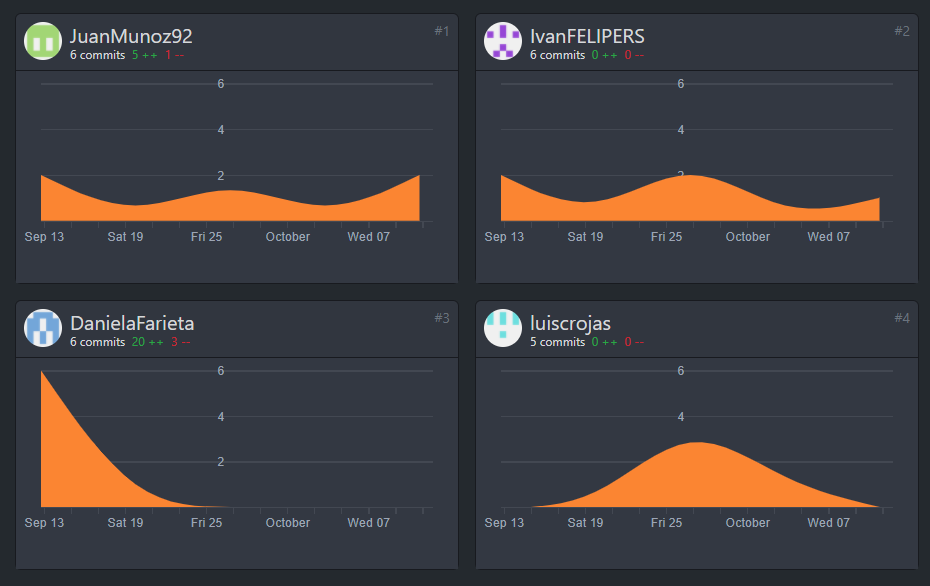 JuanMunoz92 #1
6 commits 5 ++ 1 --
6
4
2
Sep 13 Sat 19 Fri 25 October Wed 07
IvanFELIPERS #2
6 commits 0 ++ 0 --
6
4
2
Sep 13 Sat 19 Fri 25 October Wed 07
DanielaFarieta #3
6 commits 20 ++ 3 --
6
4
2
Sep 13 Sat 19 Fri 25 October Wed 07
luiscrojas #4
5 commits 0 ++ 0 --
6
4
Sep 13 Sat 19 Fri 25 October Wed 07